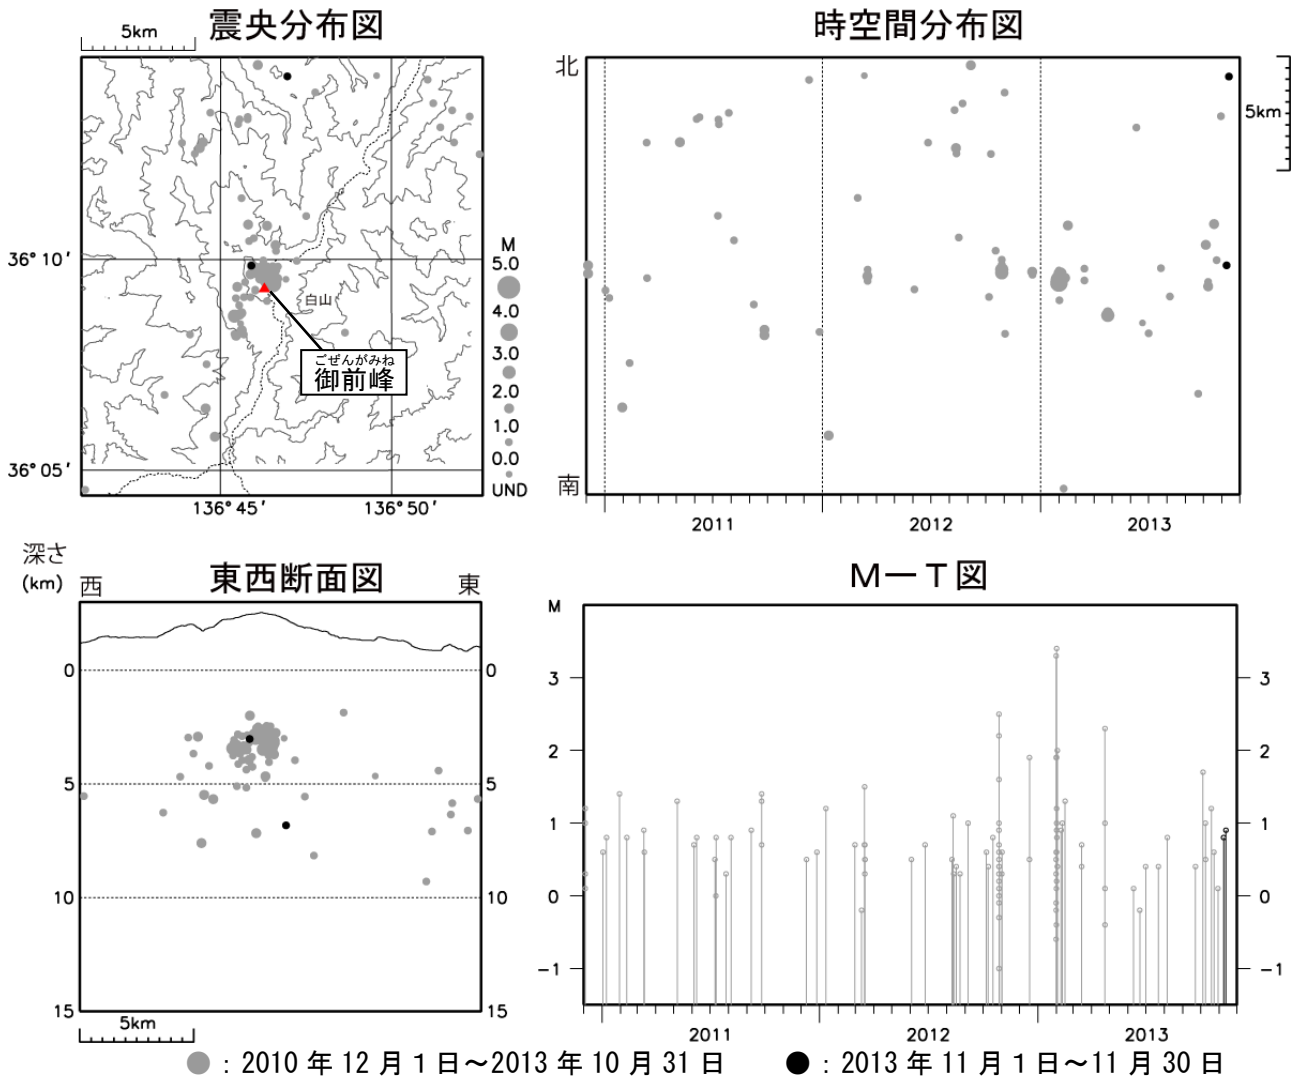 震央分布図
5km
36°10′
36°05′
136°45′
136°50′
白山
ごぜんがみね
御前峰
M
5.0
4.0
3.0
2.0
1.0
0.0
UND
時空間分布図
北
南
5km
2011
2012
2013
東西断面図
深さ
(km)
西
東
0
0
5
5
10
10
15
15
5km
M－T図
M
3
3
2
2
1
1
0
0
-1
-1
2011
2012
2013
：2010 年 12 月 1 日～2013 年 10 月 31 日
：2013 年 11 月 1 日～11 月 30 日